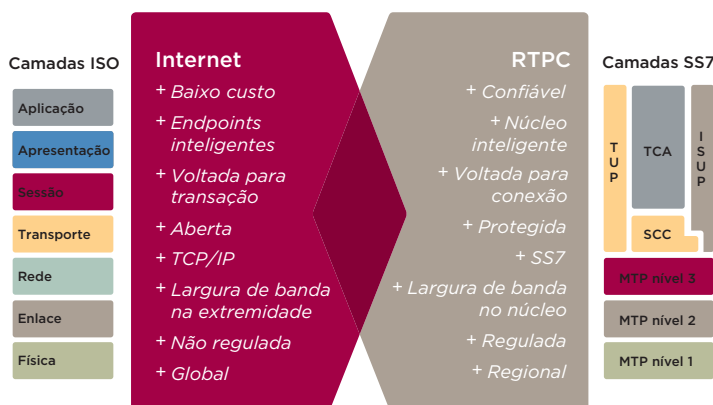 Camadas ISO
Aplicação
Apresentação
Sessão
Transporte
Rede
Enlace
Física
Internet
+ Baixo custo
+ Endpoints
inteligentes
+ Voltada para
transação
+ Aberta
+ TCP/IP
+ Largura de banda
na extremidade
+ Não regulada
+ Global
RTPC
+ Confiável
+ Núcleo
inteligente
+ Voltada para
conexão
+ Protegida
+ SS7
+ Largura de banda
no núcleo
+ Regulada
+ Regional
Camadas SS7
TUP
TCA
ISUP
SCC
MTP nível 3
MTP nível 2
MTP nível 1